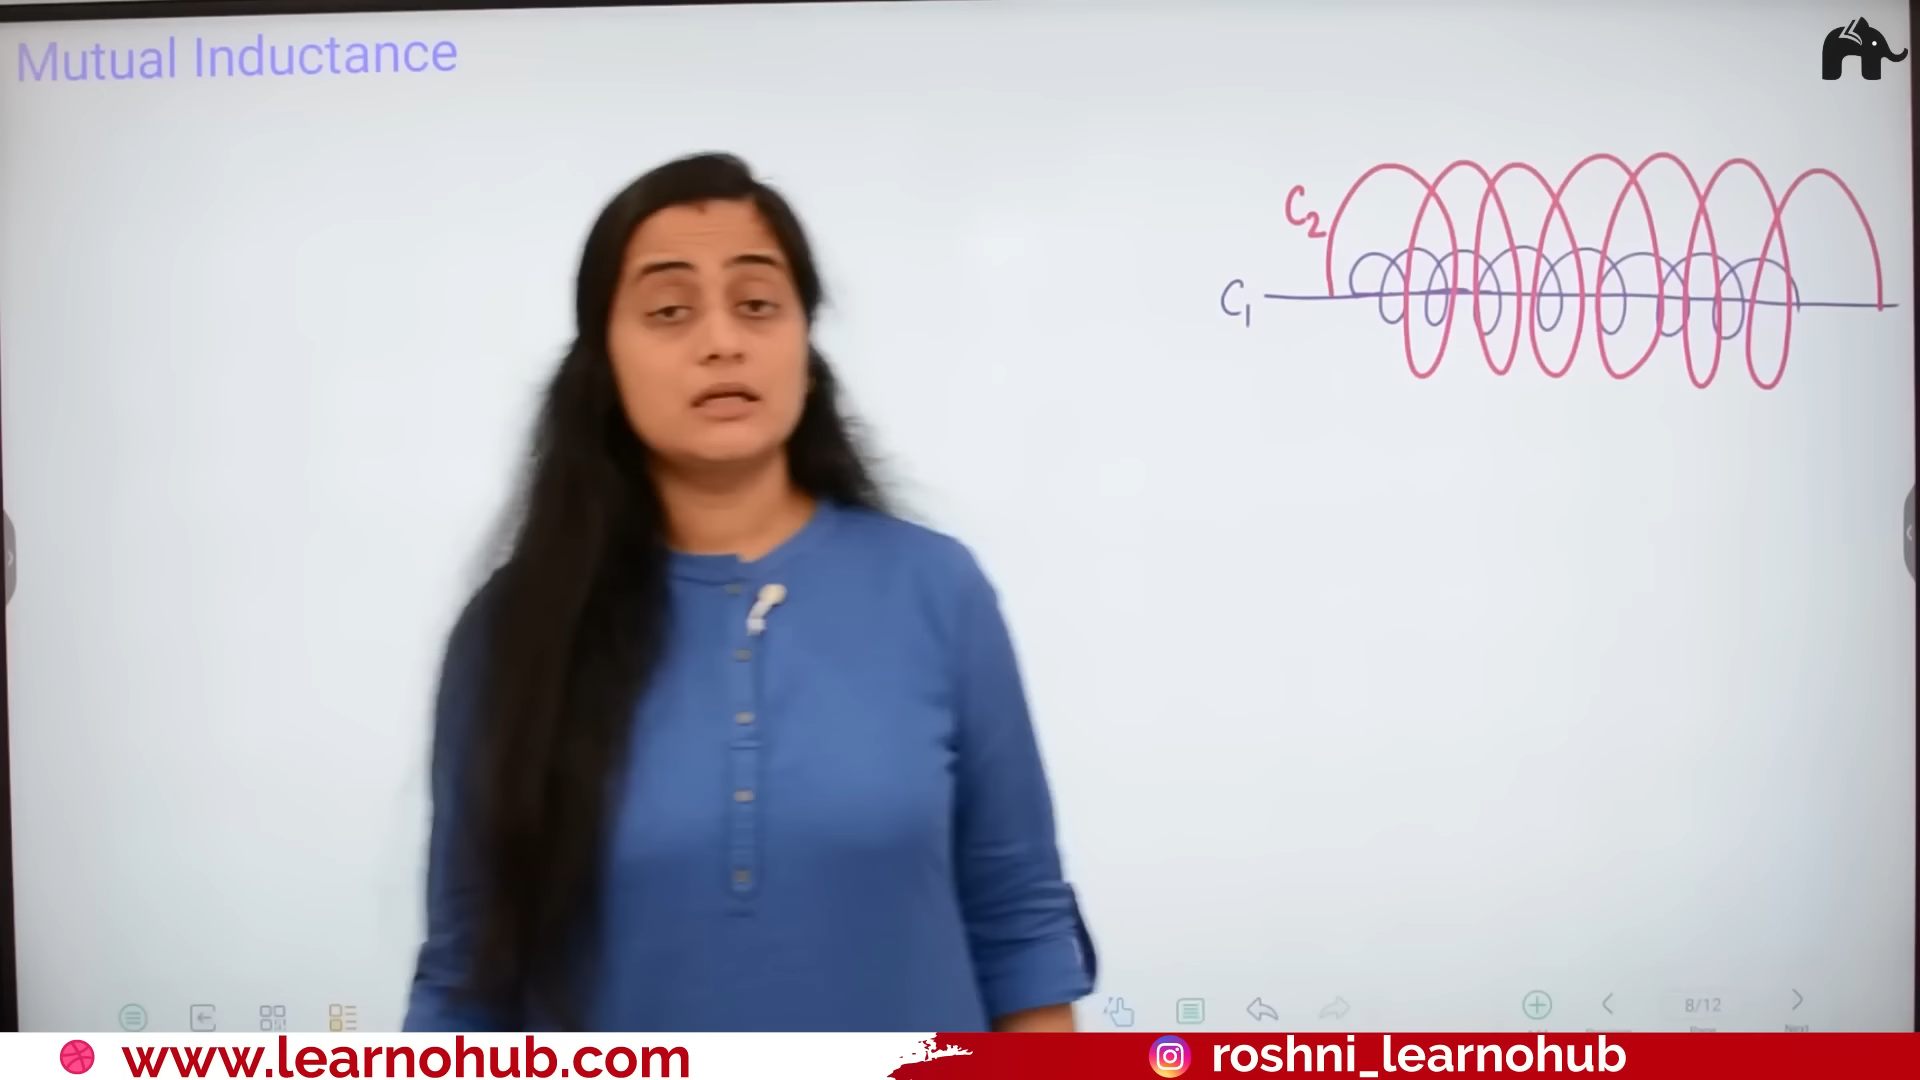 Mutual Inductance
C2
C1
8/12
www.learnohub.com
roshni_learnohub